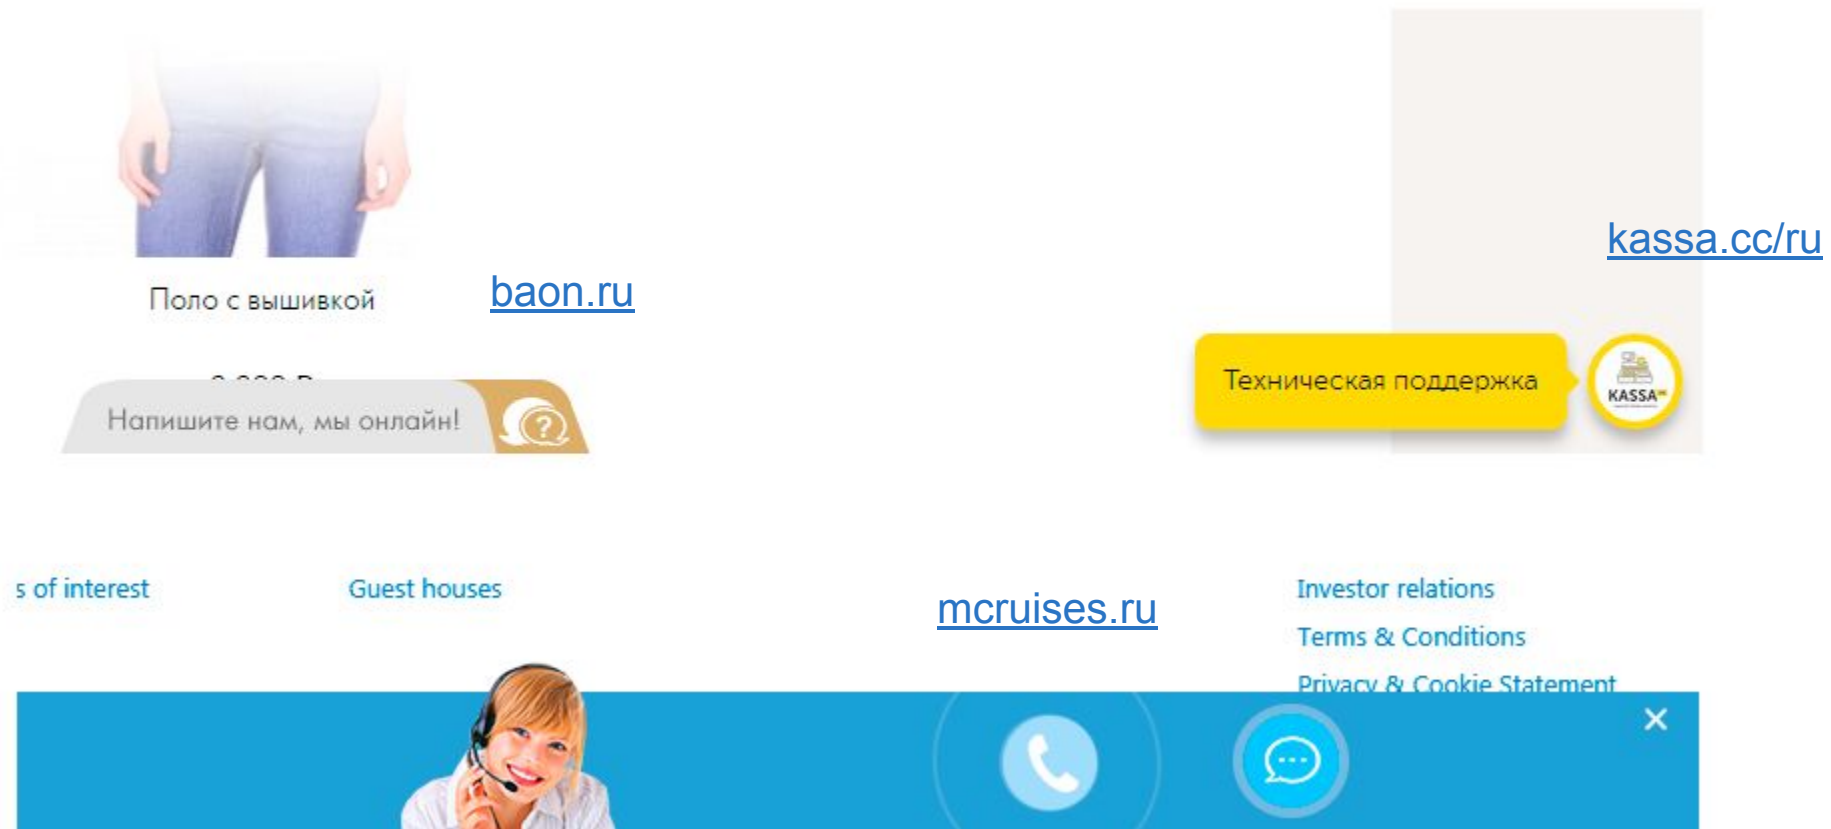 kassa.cc/ru
Поло с вышивкой
baon.ru
Техническая поддержка
KASSA
Напишите нам, мы онлайн!
s of interest
Guest houses
mcruises.ru
Investor relations
Terms & Conditions
Privacy & Cookie Statement